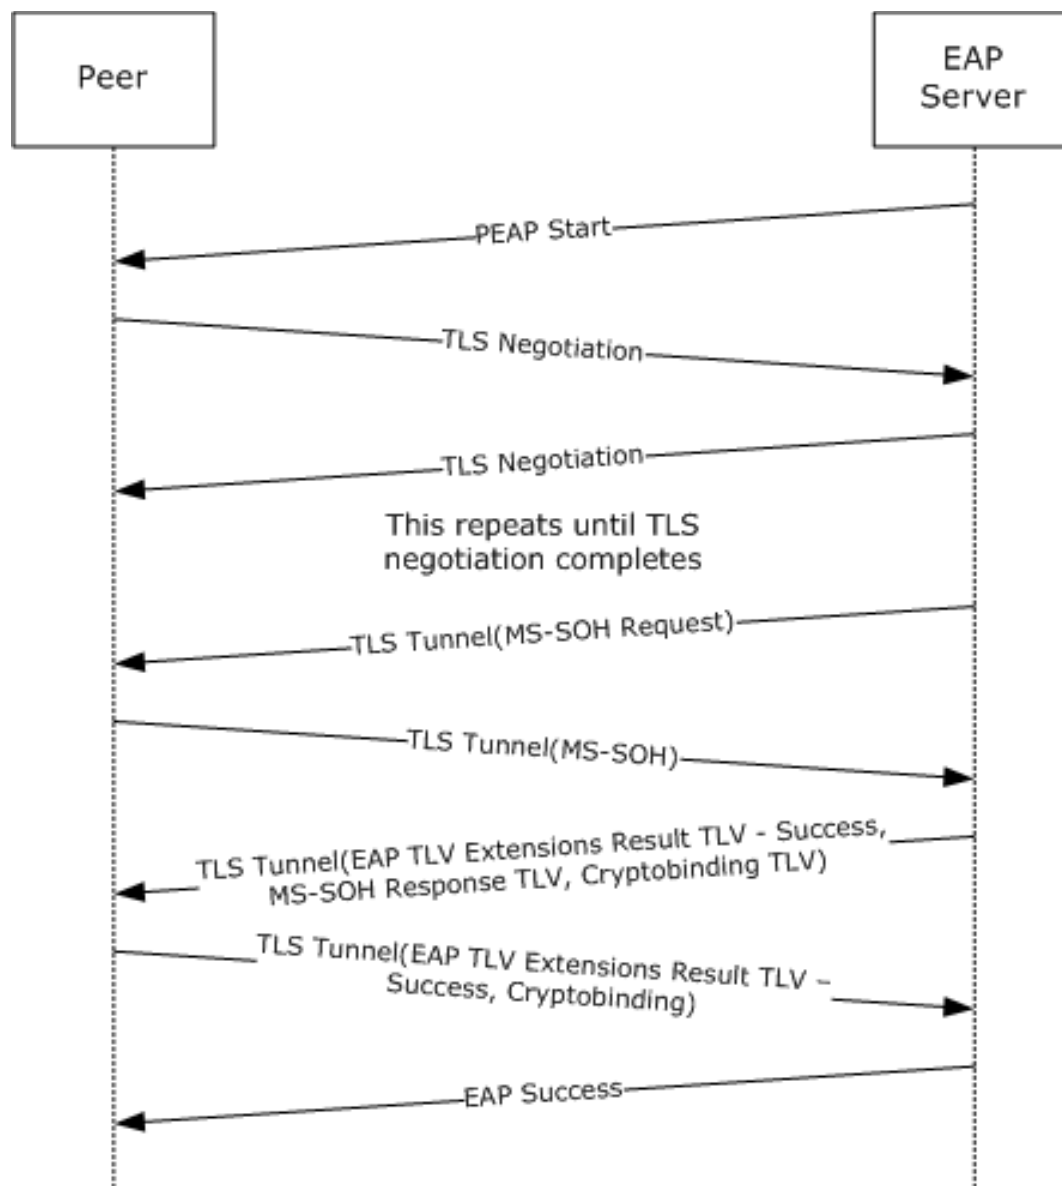 Peer
EAP
Server
PEAP Start
TLS Negotiation
TLS Negotiation
This repeats until TLS
negotiation completes
TLS Tunnel(MS-SOH Request)
TLS Tunnel(MS-SOH)
TLS Tunnel(EAP TLV Extensions Result TLV - Success,
MS-SOH Response TLV, Cryptobinding TLV)
TLS Tunnel(EAP TLV Extensions Result TLV –
Success, Cryptobinding)
EAP Success